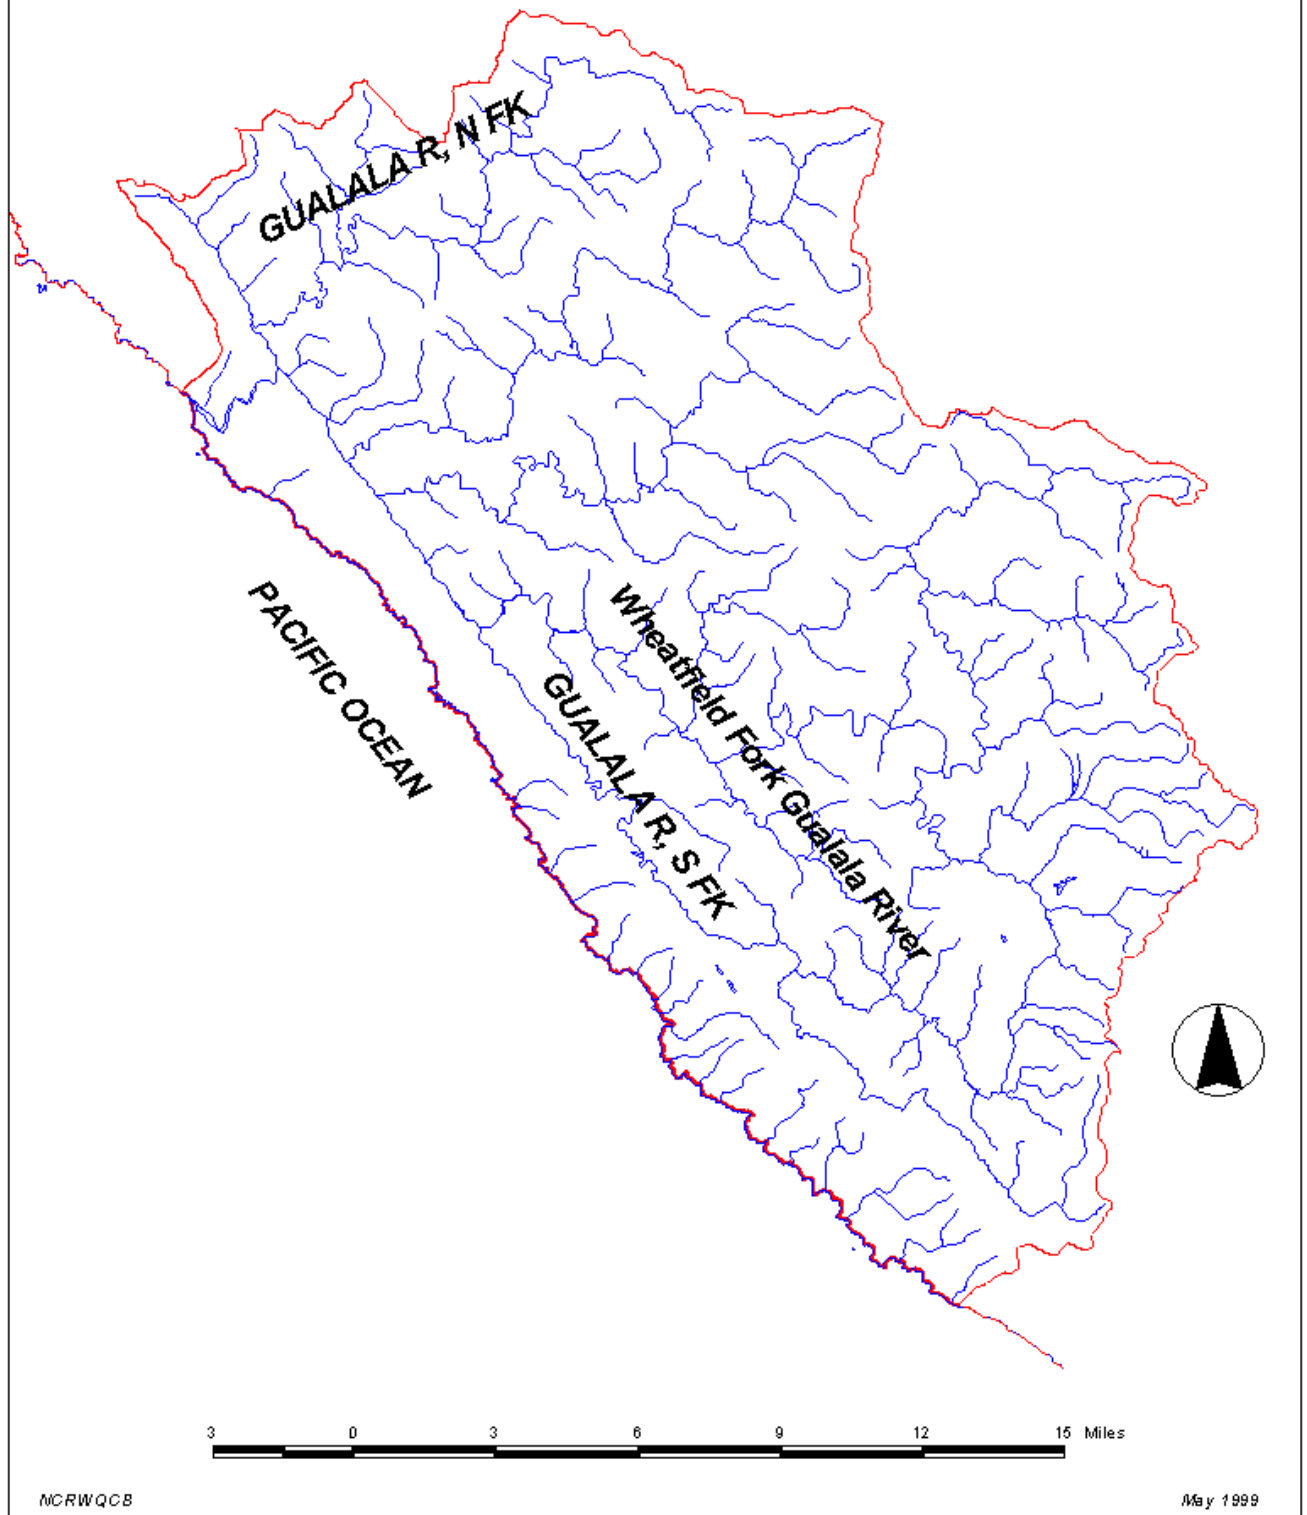 GUALALA R, N FK
PACIFIC OCEAN
Wheatfield Fork Gualala River
GUALALA R, S FK
3 0 3 6 9 12 15 Miles
NCRWQCB
May 1999